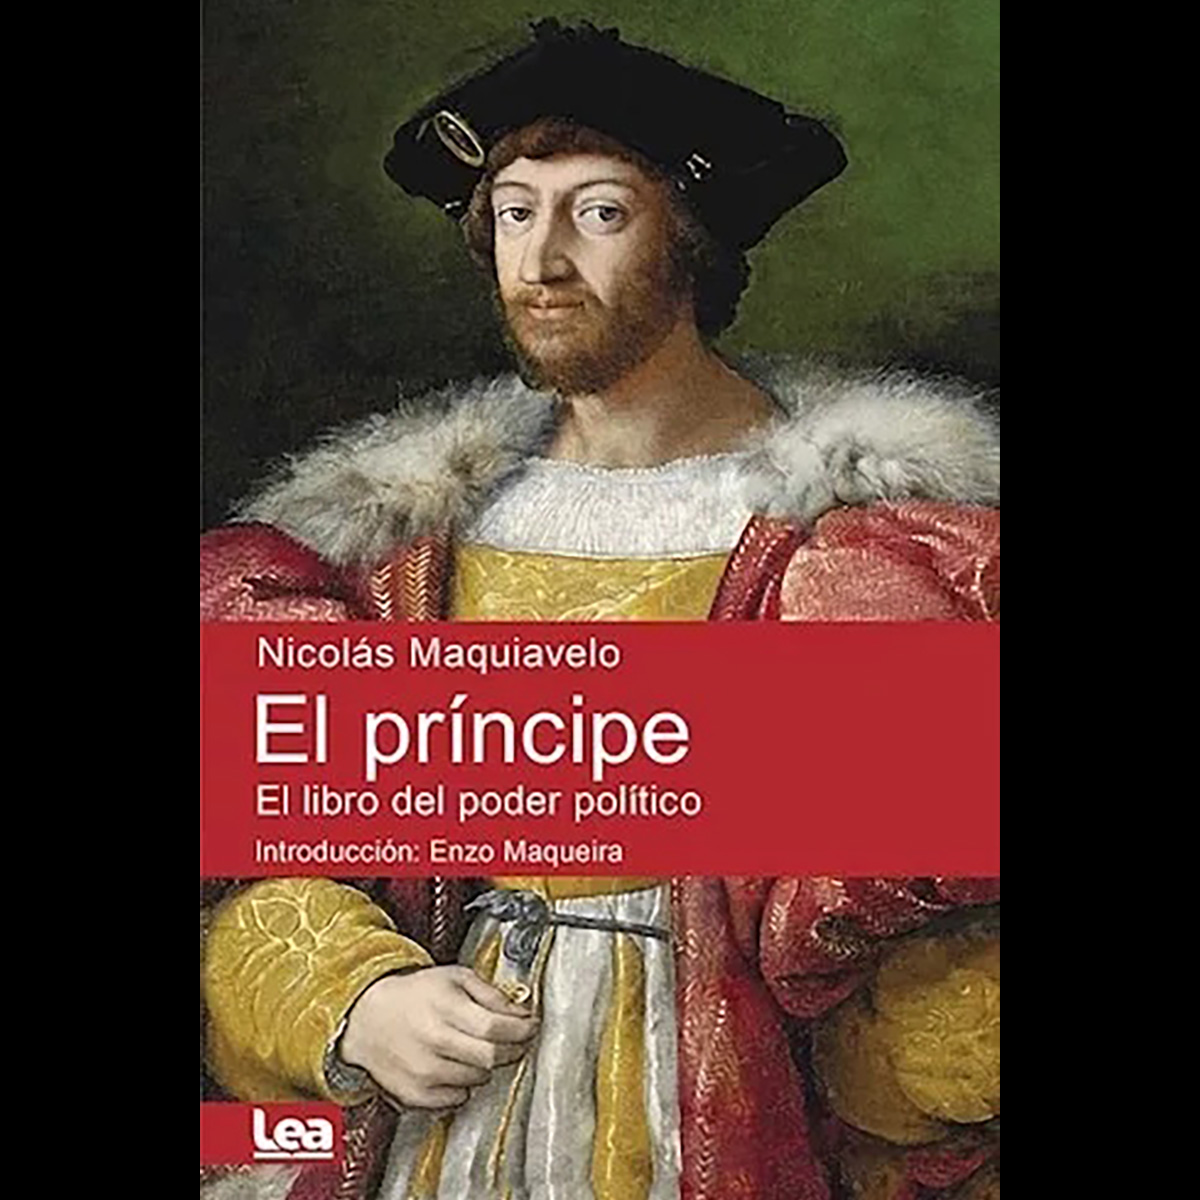 Nicolás Maquiavelo
El príncipe
El libro del poder político
Introducción: Enzo Maqueira
Lea